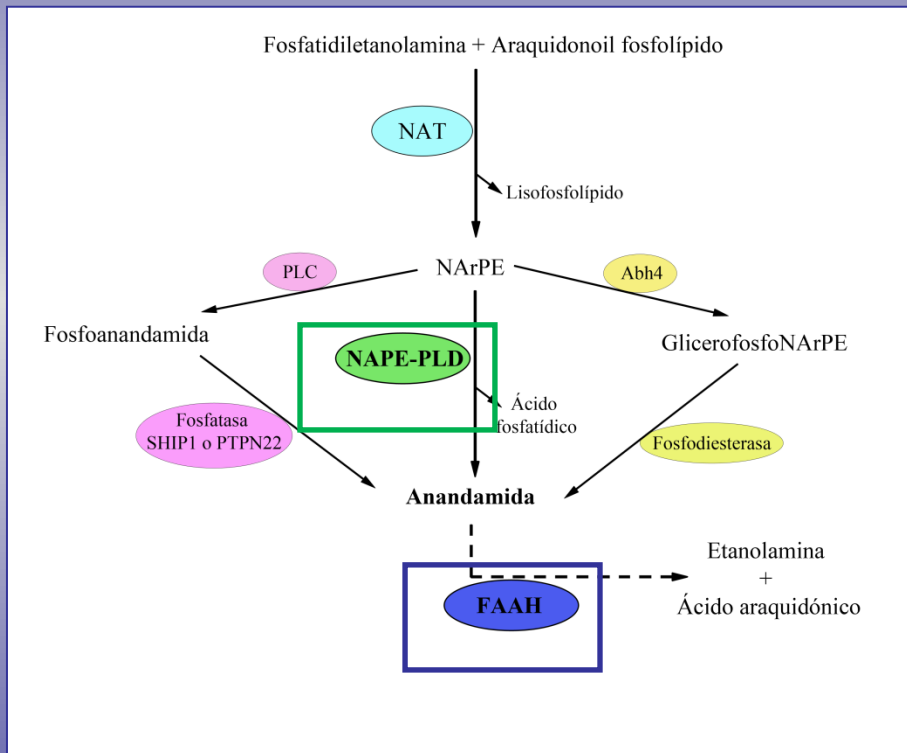 Fosfatidiletanolamina + Araquidonoil fosfolípido
NAT
Lisofosfolípido
PLC
NArPE
Abh4
Fosfoanandamida
NAPE-PLD
GlicerofosfoNArPE
Ácido
fosfatídico
Fosfatasa
SHIP1 o PTPN22
Fosfodiesterasa
Anandamida
Etanolamina
+
Ácido araquidónico
FAAH